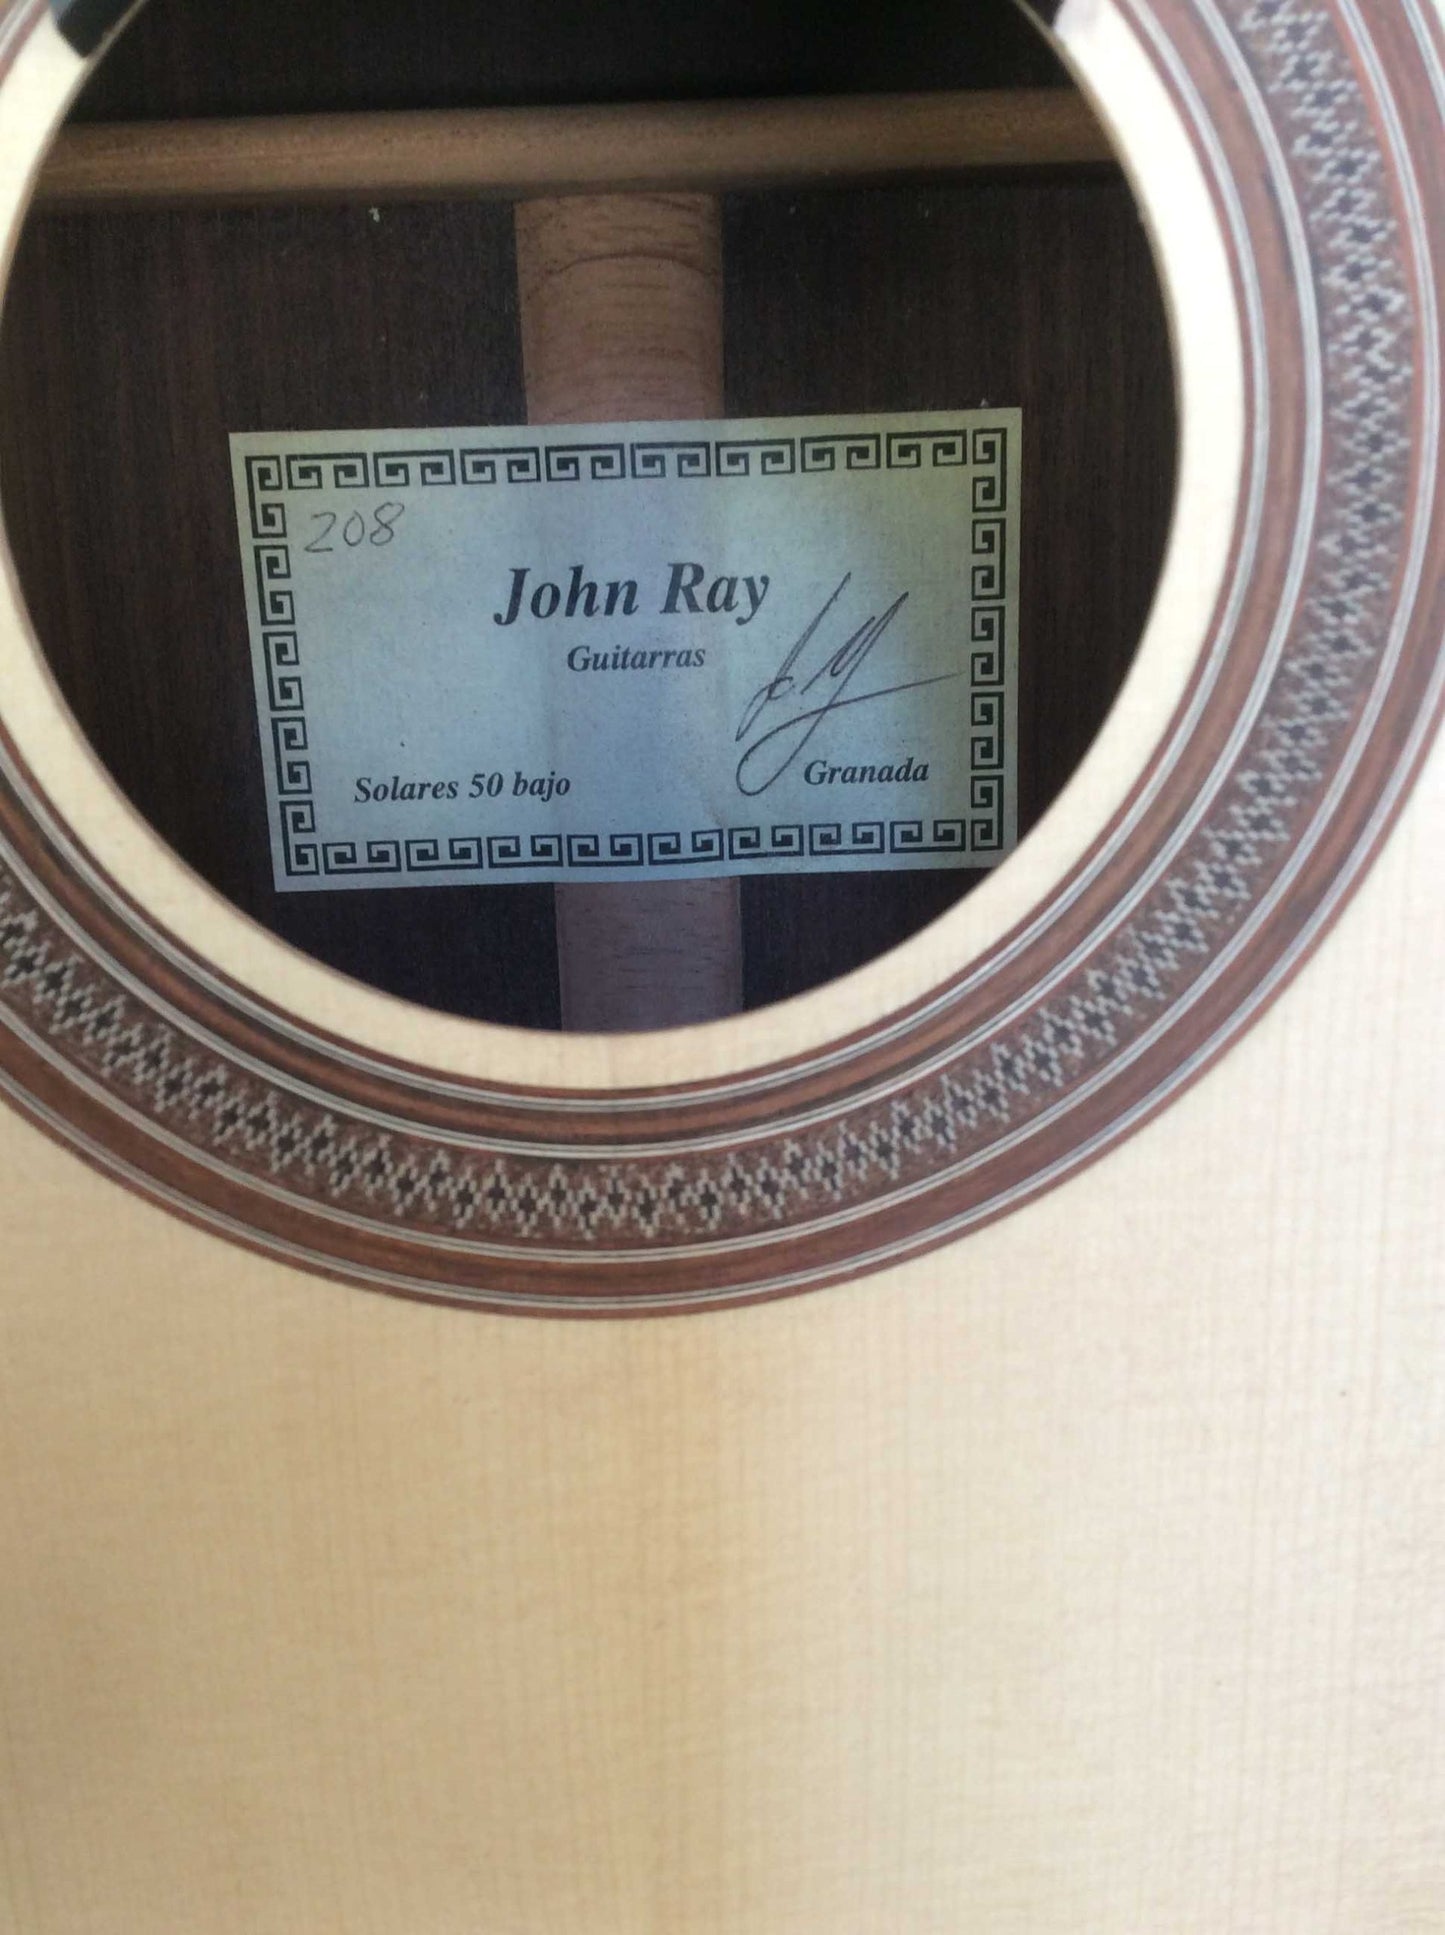 208
John Ray
Guitarras
Solares 50 bajo
Granada